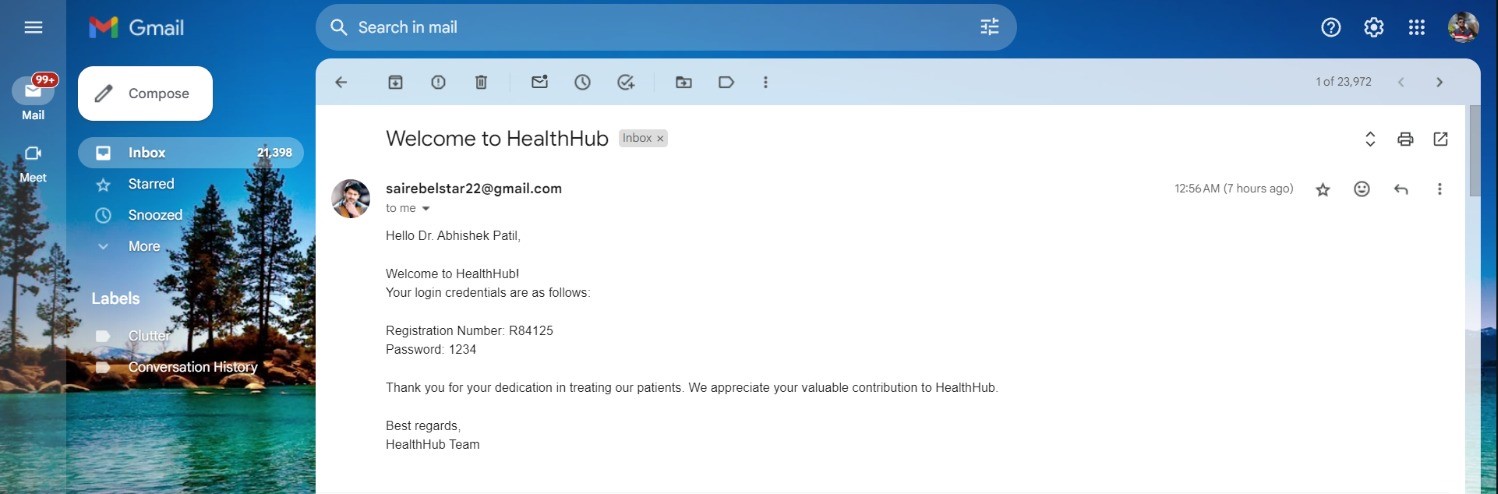 Gmail
Search in mail
99+
Mail
Meet
Compose
Inbox 21,398
Starred
Snoozed
More
Labels
Clutter
Conversation History
1 of 23,972
Welcome to HealthHub Inbox ×
sairebelstar22@gmail.com 12:56 AM (7 hours ago)
to me
Hello Dr. Abhishek Patil,
Welcome to HealthHub!
Your login credentials are as follows:
Registration Number: R84125
Password: 1234
Thank you for your dedication in treating our patients. We appreciate your valuable contribution to HealthHub.
Best regards,
HealthHub Team